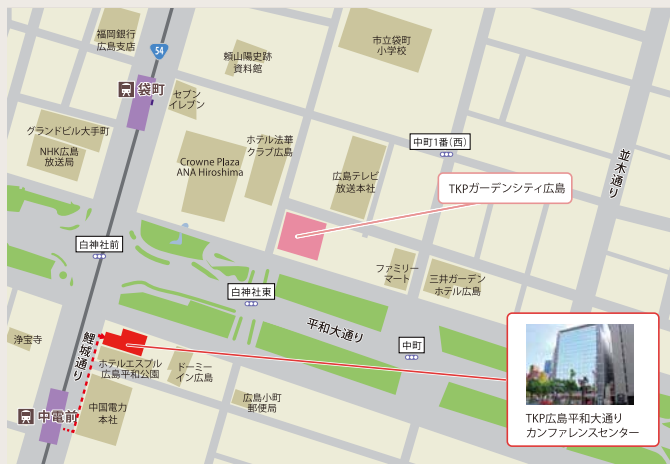 福岡銀行
広島支店
54
市立袋町
小学校
頼山陽史跡
資料館
袋町
セブン
イレブン
グランドビル大手町
NHK広島
放送局
Crowne Plaza
ANA Hiroshima
ホテル法華
クラブ広島
中町1番(西)
並木通り
広島テレビ
放送本社
TKPガーデンシティ広島
白神社前
ファミリー
マート
三井ガーデン
ホテル広島
白神社東
平和大通り
中町
浄宝寺
鯉城通り
ホテルエスプル
広島平和公園
ドーミー
イン広島
中電前
中国電力
本社
広島小町
郵便局
TKP広島平和大通り
カンファレンスセンター